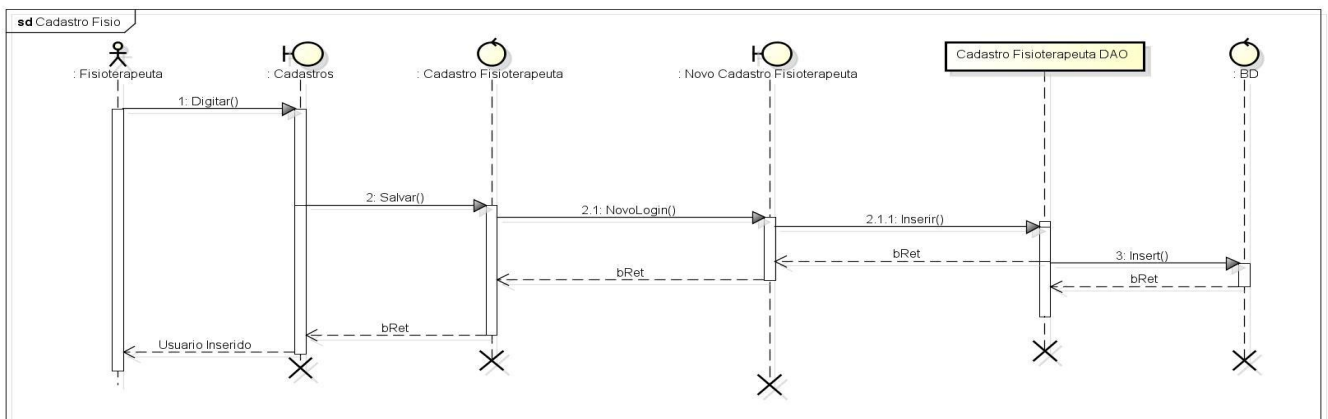 sd Cadastro Fisio
: Fisioterapeuta
: Cadastros
: Cadastro Fisioterapeuta
: Novo Cadastro Fisioterapeuta
Cadastro Fisioterapeuta DAO
: BD
1: Digitar()
2: Salvar()
2.1: NovoLogin()
2.1.1: Inserir()
bRet
3: Insert()
bRet
bRet
bRet
Usuario Inserido